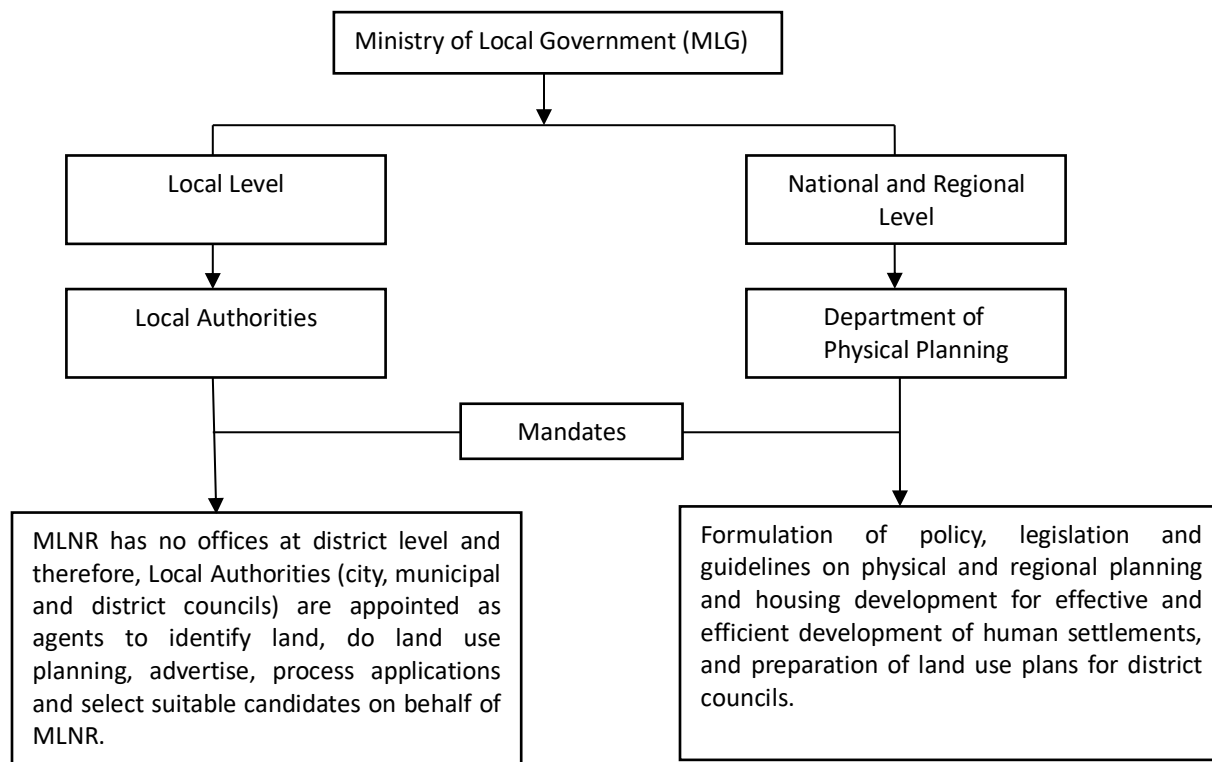 Ministry of Local Government (MLG)
Local Level
National and Regional
Level
Local Authorities
Department of
Physical Planning
Mandates
MLNR has no offices at district level and
therefore, Local Authorities (city, municipal
and district councils) are appointed as
agents to identify land, do land use
planning, advertise, process applications
and select suitable candidates on behalf of
MLNR.
Formulation of policy, legislation and
guidelines on physical and regional planning
and housing development for effective and
efficient development of human settlements,
and preparation of land use plans for district
councils.